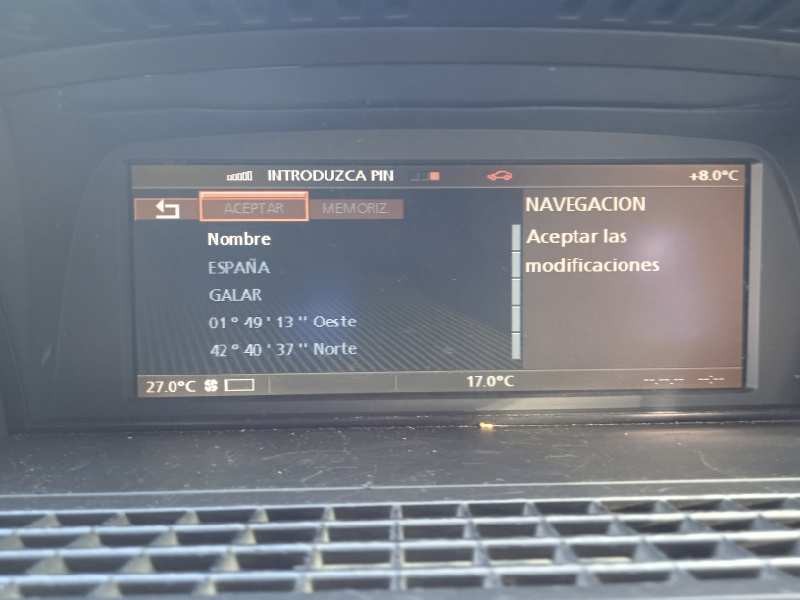 INTRODUZCA PIN +8.0°C
ACEPTAR MEMORIZ.
NAVEGACION
Nombre
Aceptar las
modificaciones
ESPAÑA
GALAR
01 ° 49 ' 13 '' Oeste
42 ° 40 ' 37 '' Norte
27.0°C 17.0°C --.--.-- --:--